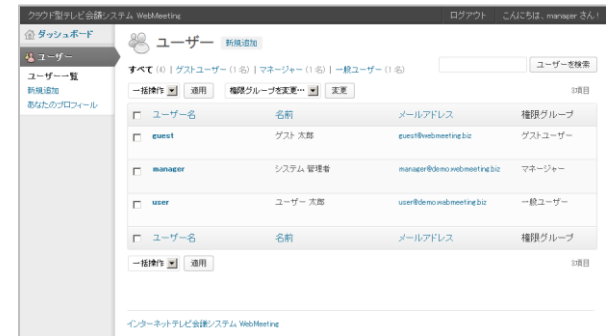 クラウド型テレビ会議システム WebMeeting
ログアウト こんにちは、manager さん!
ダッシュボード
ユーザー
ユーザー一覧
新規追加
あなたのプロフィール
ユーザー 新規追加
すべて (4) | ゲストユーザー (1 名) | マネージャー (1 名) | 一般ユーザー (1 名)
ユーザーを検索
一括操作 適用 権限グループを変更… 変更 3項目
ユーザー名 名前 メールアドレス 権限グループ
guest ゲスト 太郎 guest@webmeeting.biz ゲストユーザー
manager システム 管理者 manager@demo.webmeeting.biz マネージャー
user ユーザー 太郎 user@demo.webmeeting.biz 一般ユーザー
ユーザー名 名前 メールアドレス 権限グループ
一括操作 適用 3項目
インターネットテレビ会議システム WebMeeting